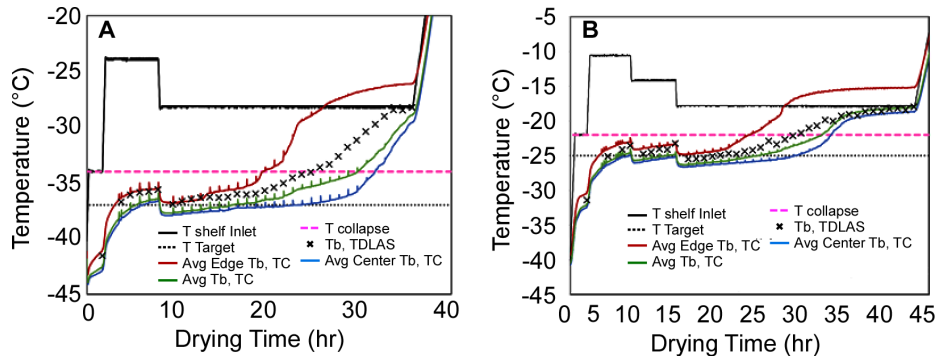 A
Temperature (°C)
-20
-25
-30
-35
-40
-45
T shelf Inlet
T Target
Avg Edge Tb, TC
Avg Tb, TC
T collapse
Tb, TDLAS
Avg Center Tb, TC
0 10 20 30 40
Drying Time (hr)
B
Temperature (°C)
-5
-10
-15
-20
-25
-30
-35
-40
-45
-50
-15
T shelf Inlet
T Target
Avg Edge Tb, TC
Avg Tb, TC
T collapse
Tb, TDLAS
Avg Center Tb, TC
0 5 10 15 20 25 30 35 45
Drying Time (hr)